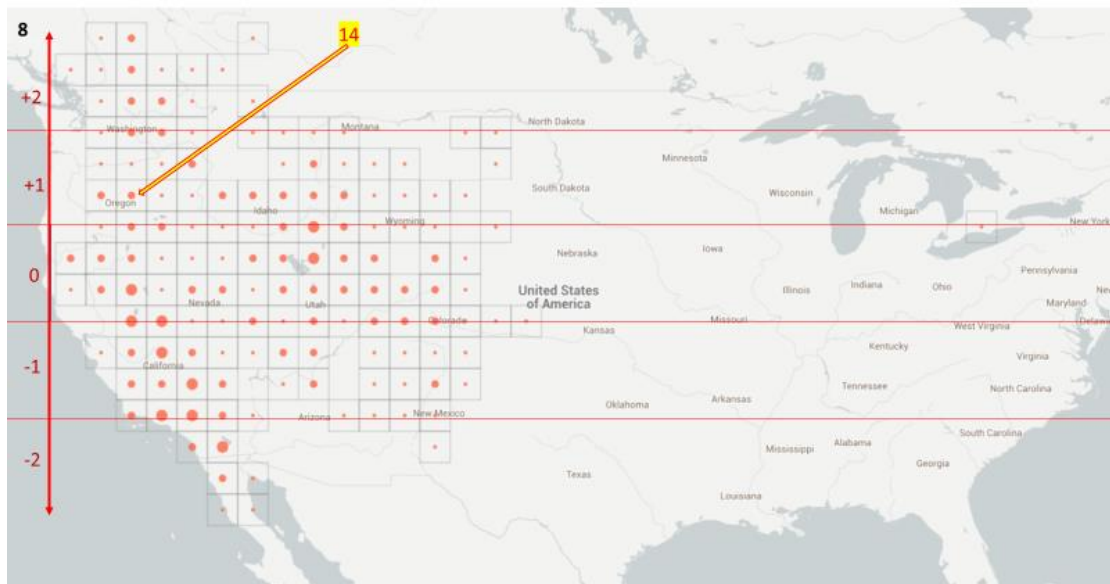 8
14
+2
Washington
Montana
North Dakota
Minnesota
+1
Oregon
Idaho
South Dakota
Wisconsin
Michigan
Wyoming
New York
Nebraska
Iowa
0
Nevada
Utah
United States
of America
Illinois
Indiana
Ohio
Pennsylvania
Ne
Maryland
Colorado
Kansas
Missouri
West Virginia
Delawar
-1
California
Kentucky
Virginia
Tennessee
North Carolina
Arizona
New Mexico
Oklahoma
Arkansas
South Carolina
-2
Mississippi
Alabama
Georgia
Texas
Louisiana